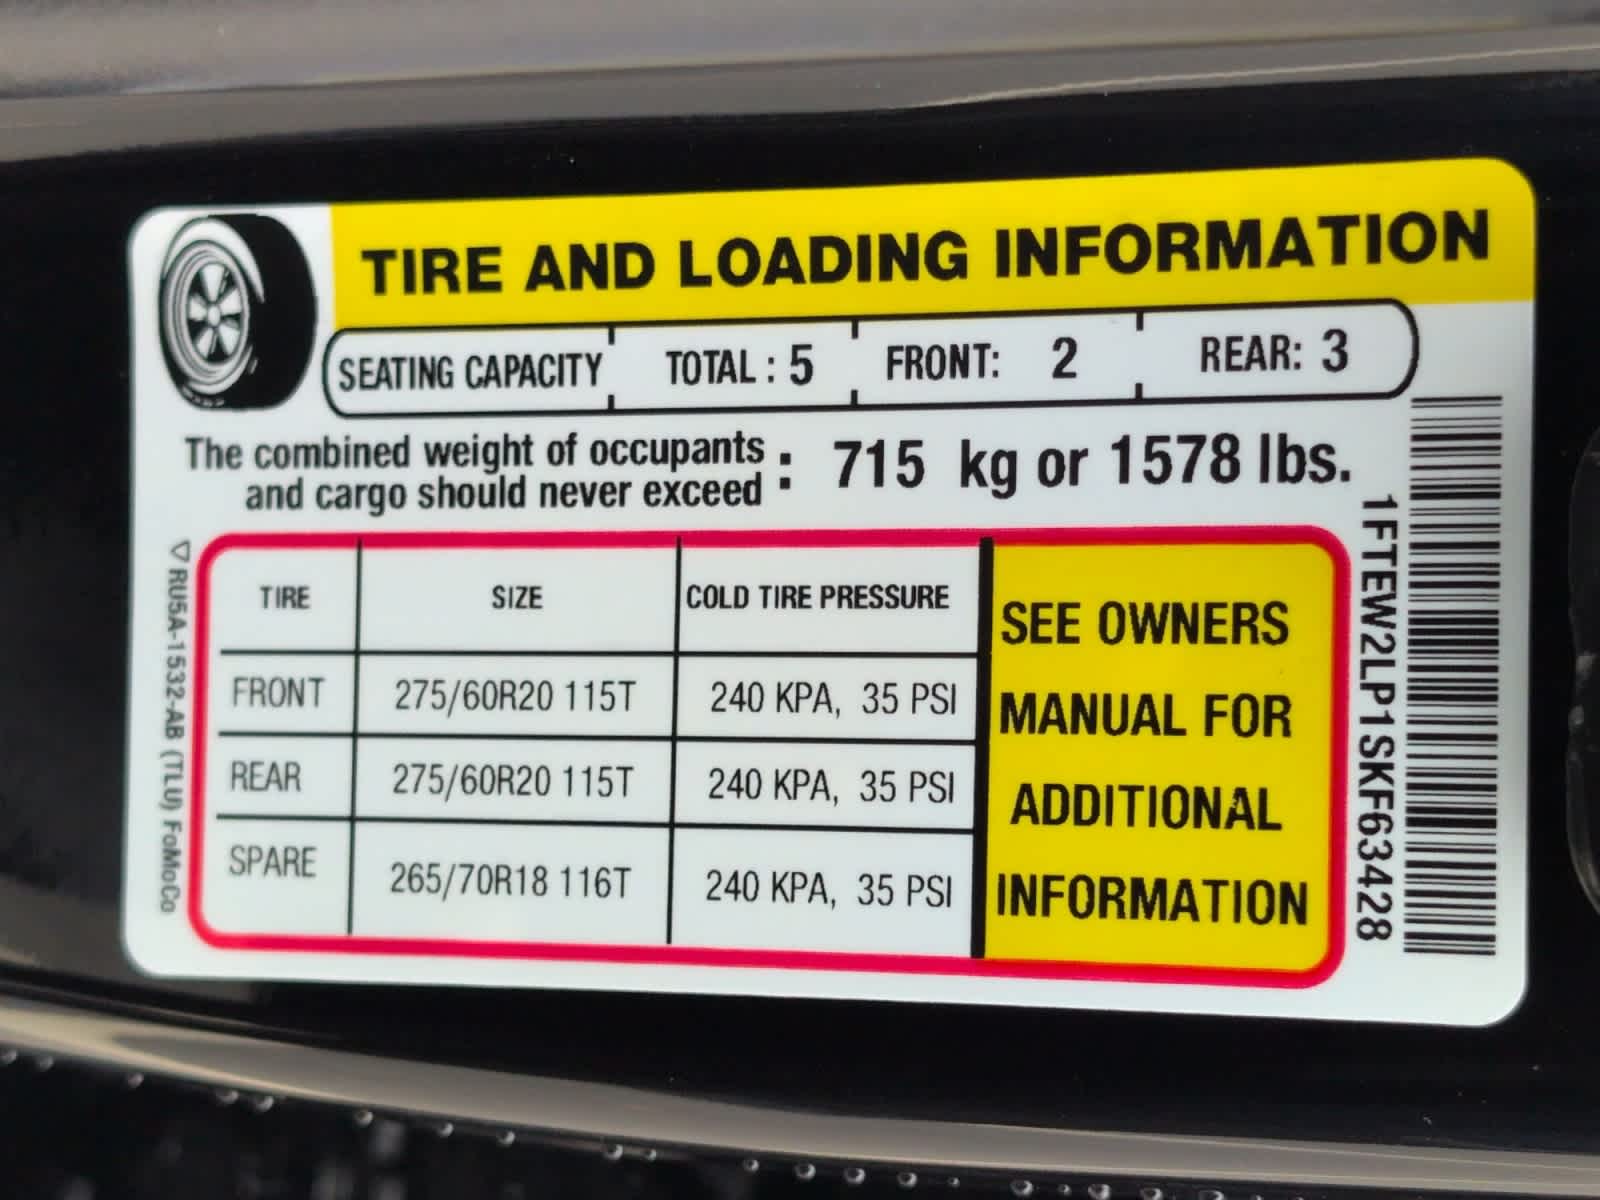 TIRE AND LOADING INFORMATION
SEATING CAPACITY TOTAL : 5 FRONT: 2 REAR: 3
The combined weight of occupants
and cargo should never exceed : 715 kg or 1578 lbs.
TIRE SIZE COLD TIRE PRESSURE
FRONT 275/60R20 115T 240 KPA, 35 PSI
REAR 275/60R20 115T 240 KPA, 35 PSI
SPARE 265/70R18 116T 240 KPA, 35 PSI
SEE OWNERS
MANUAL FOR
ADDITIONAL
INFORMATION
1FTEW2LP1SKF63428
▽RU5A-1532-AB (TLU) FoMoCo